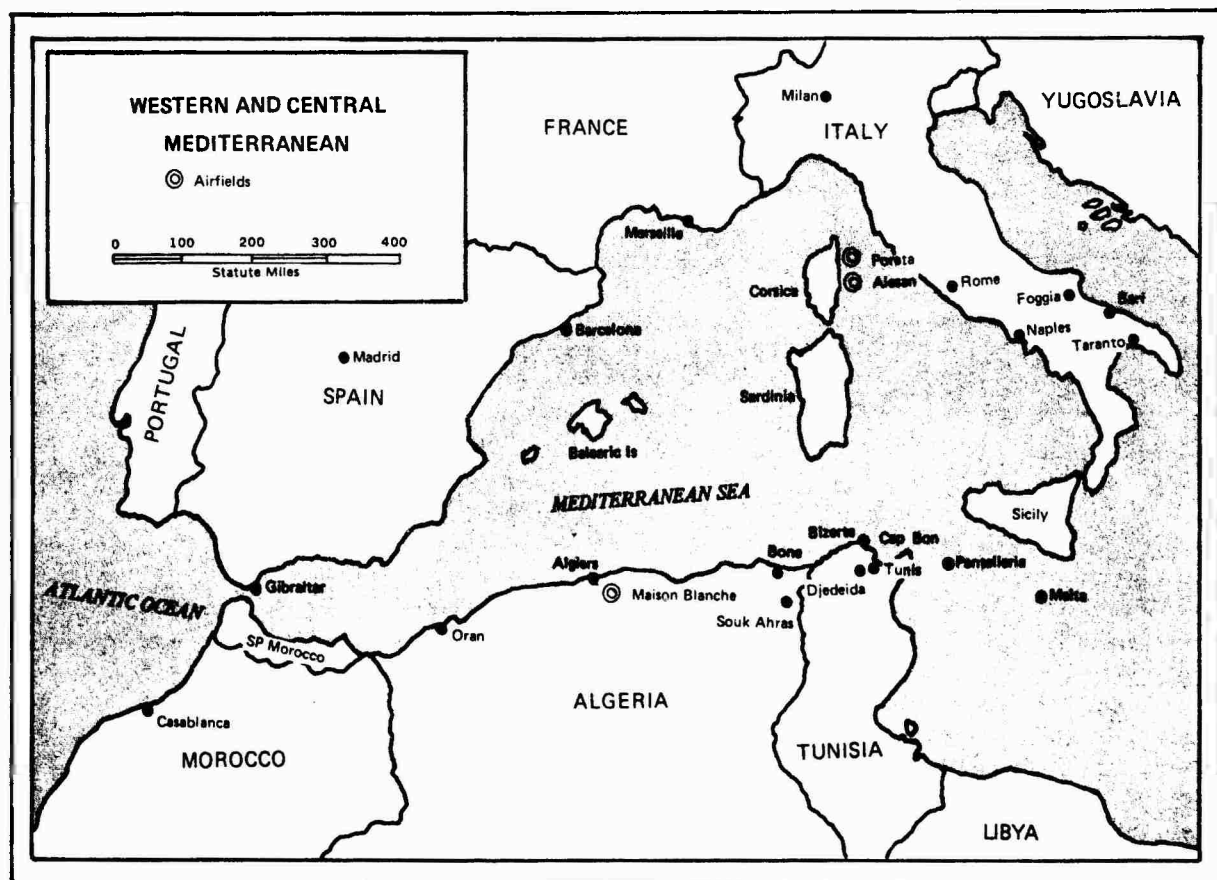 WESTERN AND CENTRAL
MEDITERRANEAN
Airfields
0 100 200 300 400
Statute Miles
FRANCE
Milan
ITALY
YUGOSLAVIA
Marseille
Corsica
Poreta
Alesan
Rome
Foggia
Bari
Naples
Taranto
Barcelona
Madrid
PORTUGAL
SPAIN
Sardinia
Balearic Is
MEDITERRANEAN SEA
Sicily
Bizerte
Cap Bon
Bone
Algiers
Tunis
Pantelleria
Djedeida
Malta
Gibraltar
Maison Blanche
ATLANTIC OCEAN
Souk Ahras
Oran
SP Morocco
ALGERIA
Casablanca
TUNISIA
MOROCCO
LIBYA